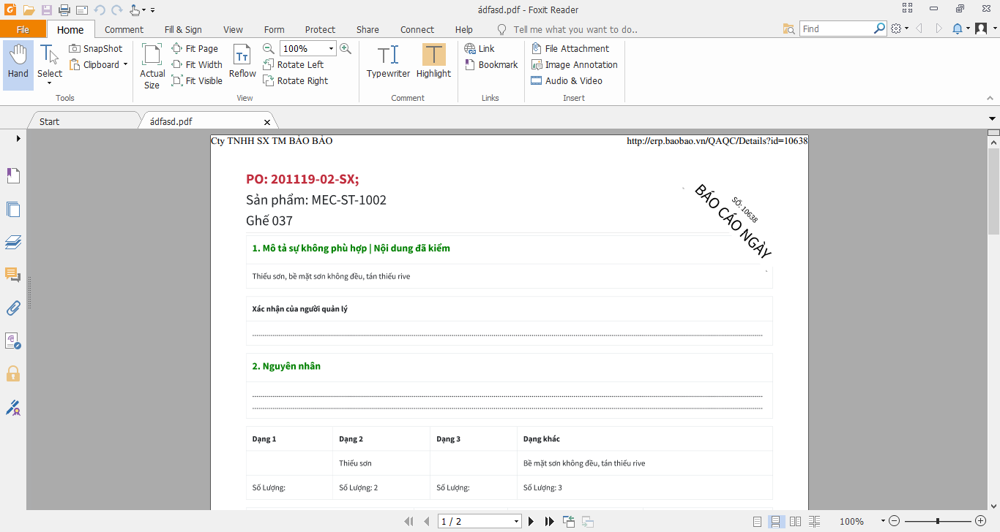 ádfasd.pdf - Foxit Reader
File Home Comment Fill & Sign View Form Protect Share Connect Help Tell me what you want to do.. Find
Hand
Select
SnapShot
Clipboard
Tools
Actual
Size
Fit Page
Fit Width
Fit Visible
Reflow
100%
Rotate Left
Rotate Right
View
Typewriter
Highlight
Comment
Link
Bookmark
Links
File Attachment
Image Annotation
Audio & Video
Insert
Start
ádfasd.pdf
Cty TNHH SX TM BẢO BẢO
http://erp.baobao.vn/QAQC/Details?id=10638
PO: 201119-02-SX;
Sản phẩm: MEC-ST-1002
Ghế 037
SỐ: 10638
BÁO CÁO NGÀY
1. Mô tả sự không phù hợp | Nội dung đã kiểm
Thiếu sơn, bề mặt sơn không đều, tán thiếu rive
Xác nhận của người quản lý
2. Nguyên nhân
Dạng 1 Dạng 2 Dạng 3 Dạng khác
Thiếu sơn Bề mặt sơn không đều, tán thiếu rive
Số Lượng: Số Lượng: 2 Số Lượng: Số Lượng: 3
1 / 2
100%